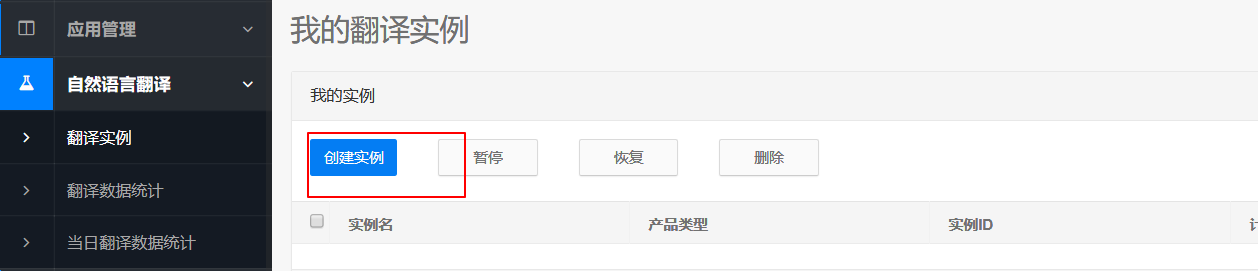 应用管理
自然语言翻译
翻译实例
翻译数据统计
当日翻译数据统计
我的翻译实例
我的实例
创建实例 暂停 恢复 删除
实例名 产品类型 实例ID